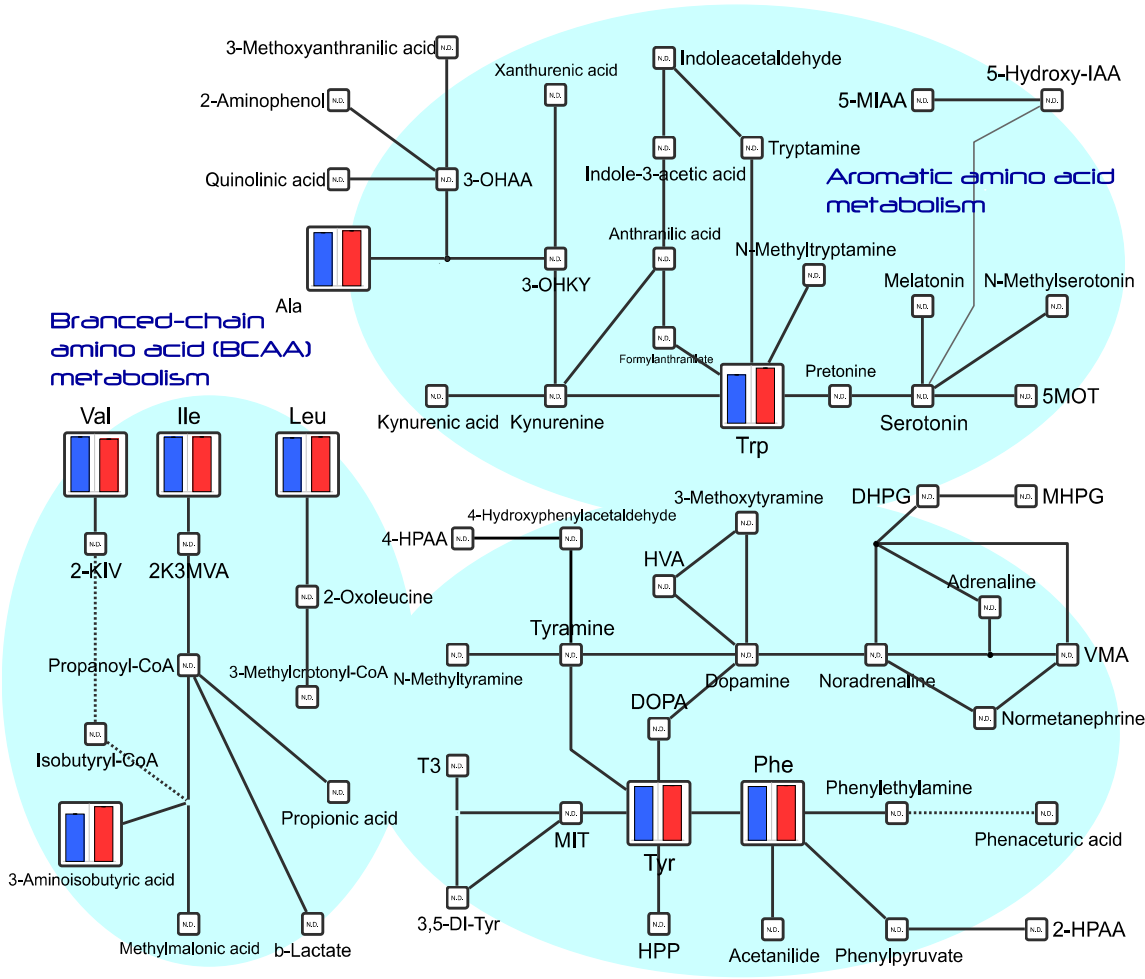 3-Methoxyanthranilic acid
N.D.
Xanthurenic acid
N.D.
N.D.
Indoleacetaldehyde
5-Hydroxy-IAA
2-Aminophenol
N.D.
5-MIAA
N.D.
N.D.
N.D.
Tryptamine
N.D.
Quinolinic acid
N.D.
N.D.
3-OHAA
Indole-3-acetic acid
Aromatic amino acid
metabolism
Anthranilic acid
N-Methyltryptamine
N.D.
N.D.
N.D.
3-OHKY
Melatonin
N-Methylserotonin
Ala
N.D.
N.D.
Branced-chain
amino acid (BCAA)
metabolism
N.D.
Formylanthranilate
Pretonine
N.D.
N.D.
N.D.
N.D.
N.D.
5MOT
Kynurenic acid
Kynurenine
Serotonin
Trp
Val
Ile
Leu
3-Methoxytyramine
DHPG
N.D.
N.D.
MHPG
4-Hydroxyphenylacetaldehyde
N.D.
4-HPAA
N.D.
N.D.
N.D.
N.D.
2-KIV
2K3MVA
HVA
N.D.
Adrenaline
N.D.
N.D.
2-Oxoleucine
Tyramine
N.D.
N.D.
N.D.
N.D.
N.D.
VMA
Propanoyl-CoA
N.D.
3-Methylcrotonyl-CoA
N-Methyltyramine
Dopamine
Noradrenaline
N.D.
DOPA
N.D.
N.D.
Normetanephrine
N.D.
Isobutyryl-CoA
T3
N.D.
Phe
Phenylethylamine
N.D.
Propionic acid
N.D.
MIT
N.D.
N.D.
Phenaceturic acid
Tyr
3-Aminoisobutyric acid
N.D.
3,5-DI-Tyr
N.D.
Methylmalonic acid
N.D.
b-Lactate
N.D.
HPP
N.D.
Acetanilide
N.D.
Phenylpyruvate
N.D.
2-HPAA